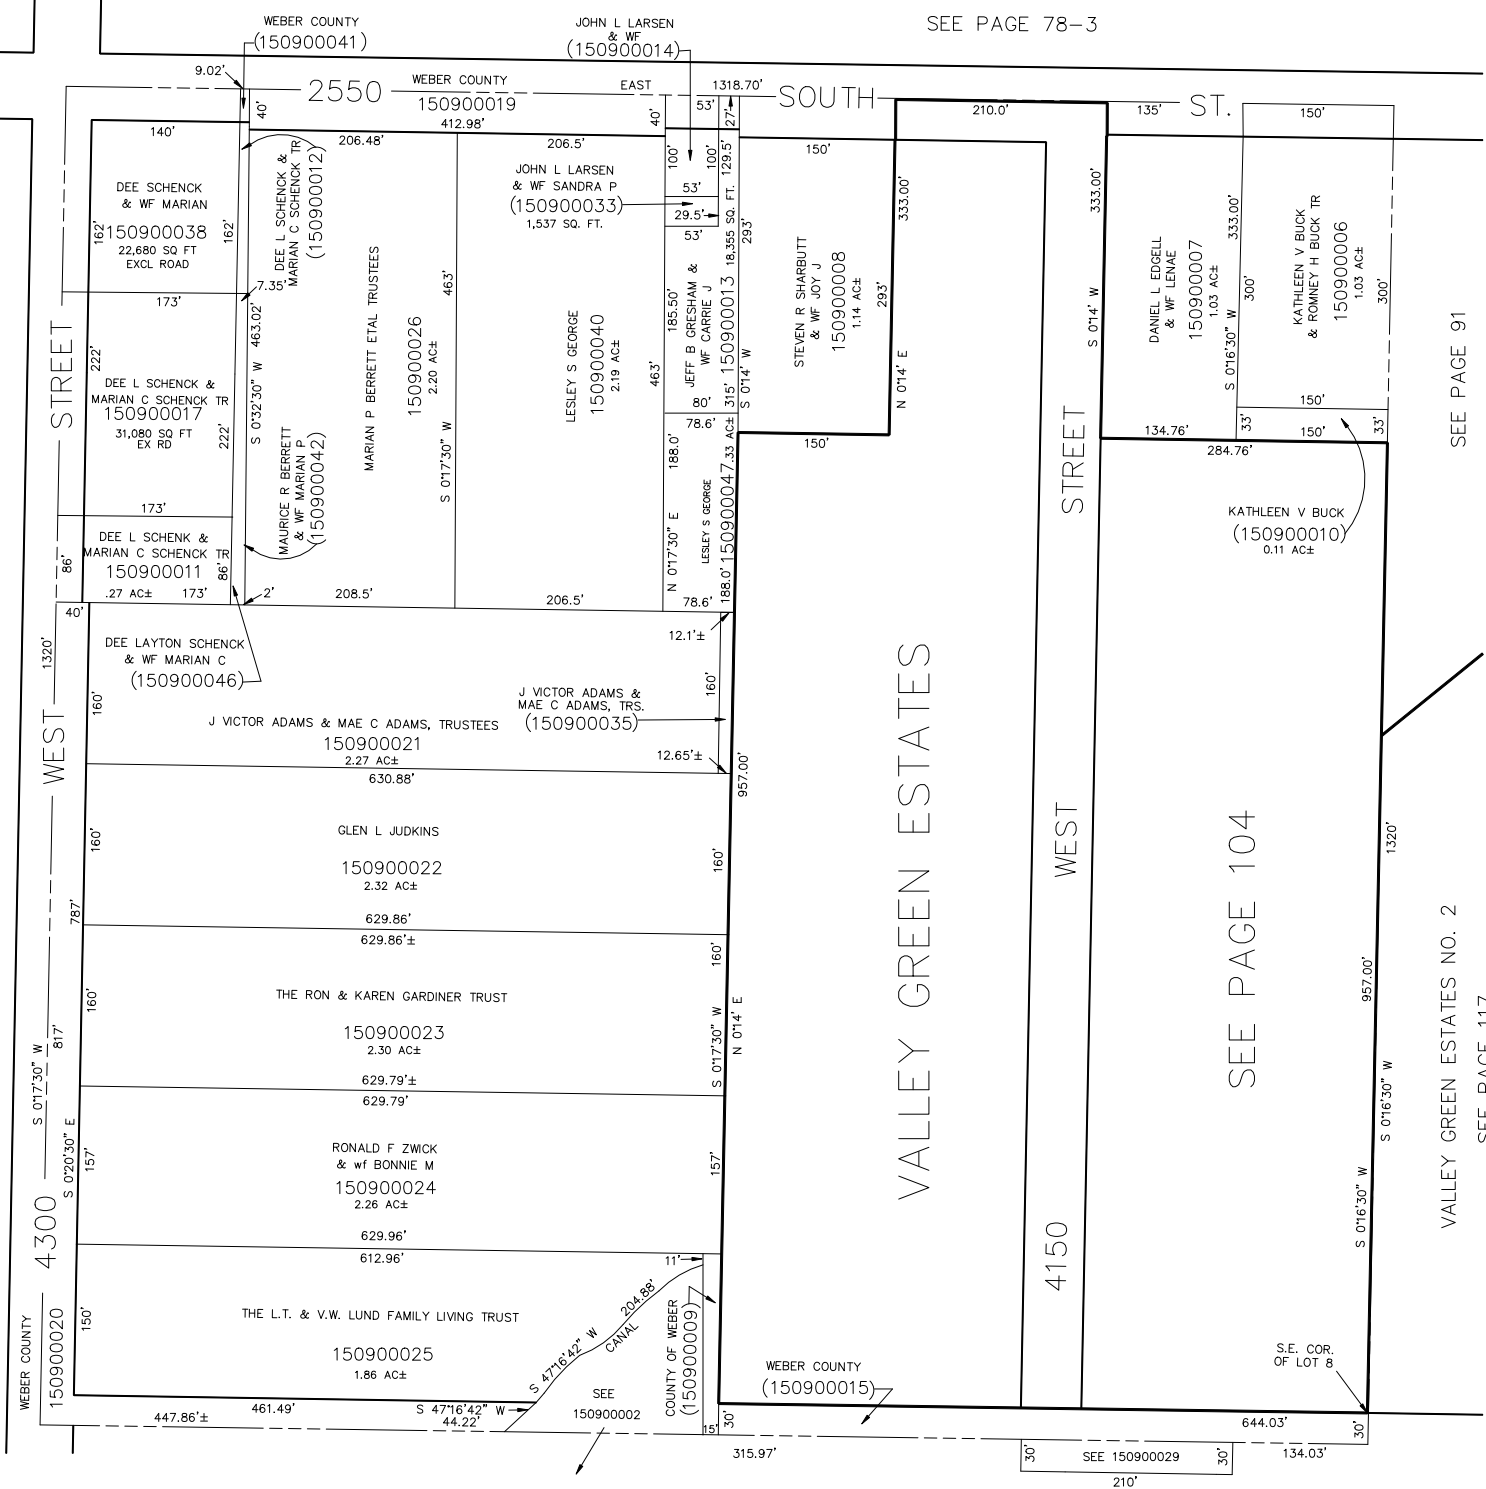 WEBER COUNTY
(150900041)
JOHN L LARSEN
& WF
(150900014)
SEE PAGE 78-3
9.02'
2550
WEBER COUNTY
150900019
EAST
1318.70'
SOUTH
ST.
40'
412.98'
40'
53'
27'
210.0'
135'
150'
140'
206.48'
206.5'
150'
DEE SCHENCK
& WF MARIAN
150900038
22,680 SQ FT
EXCL ROAD
162'
162'
173'
7.35'
DEE L SCHENCK &
MARIAN C SCHENCK TR
(150900012)
JOHN L LARSEN
& WF SANDRA P
(150900033)
1,537 SQ. FT.
100'
100'
53'
29.5'
53'
129.5'
18,355 SQ. FT.
293'
JEFF B GRESHAM &
WF CARRIE J
150900013
185.50'
80'
315'
S 0°14' W
STEVEN R SHARBUTT
& WF JOY J
150900008
1.14 AC±
293'
333.00'
N 0°14' E
150'
333.00'
S 0°14' W
DANIEL L EDGELL
& WF LENAE
150900007
1.03 AC±
333.00'
S 0°16'30" W
300'
KATHLEEN V BUCK
& ROMNEY H BUCK TR
150900006
1.03 AC±
300'
150'
33'
33'
134.76'
150'
284.76'
KATHLEEN V BUCK
(150900010)
0.11 AC±
SEE PAGE 91
STREET
222'
DEE L SCHENCK &
MARIAN C SCHENCK TR
150900017
31,080 SQ FT
EX RD
222'
173'
S 0°32'30" W 463.02'
MAURICE R BERRETT
& WF MARIAN P
(150900042)
MARIAN P BERRETT ETAL TRUSTEES
150900026
2.20 AC±
463'
S 0°17'30" W
208.5'
LESLEY S GEORGE
150900040
2.19 AC±
463'
206.5'
78.6'
188.0'
N 0°17'30" E
LESLEY S GEORGE
150900047
.33 AC±
188.0'
78.6'
DEE L SCHENK &
MARIAN C SCHENCK TR
150900011
.27 AC±
173'
86'
86'
2'
40'
1320'
DEE LAYTON SCHENCK
& WF MARIAN C
(150900046)
12.1'±
160'
J VICTOR ADAMS &
MAE C ADAMS, TRS.
(150900035)
12.65'±
160'
J VICTOR ADAMS & MAE C ADAMS, TRUSTEES
150900021
2.27 AC±
630.88'
WEST
957.00'
160'
GLEN L JUDKINS
150900022
2.32 AC±
629.86'
160'
787'
629.86'±
160'
THE RON & KAREN GARDINER TRUST
150900023
2.30 AC±
629.79'±
160'
S 0°17'30" W
N 0°14' E
817'
S 0°17'30" W
629.79'
S 0°20'30" E
157'
RONALD F ZWICK
& wf BONNIE M
150900024
2.26 AC±
629.96'
157'
4300
612.96'
11'
150'
THE L.T. & V.W. LUND FAMILY LIVING TRUST
150900025
1.86 AC±
S 47°16'42" W
204.88'
CANAL
COUNTY OF WEBER
(150900009)
WEBER COUNTY
150900020
447.86'±
461.49'
S 47°16'42" W
44.22'
SEE
150900002
15'
30'
315.97'
WEBER COUNTY
(150900015)
VALLEY GREEN ESTATES
STREET
WEST
4150
SEE PAGE 104
1320'
957.00'
S 0°16'30" W
S 0°16'30" W
VALLEY GREEN ESTATES NO. 2
SEE PAGE 117
S.E. COR.
OF LOT 8
644.03'
30'
134.03'
30'
SEE 150900029
30'
210'